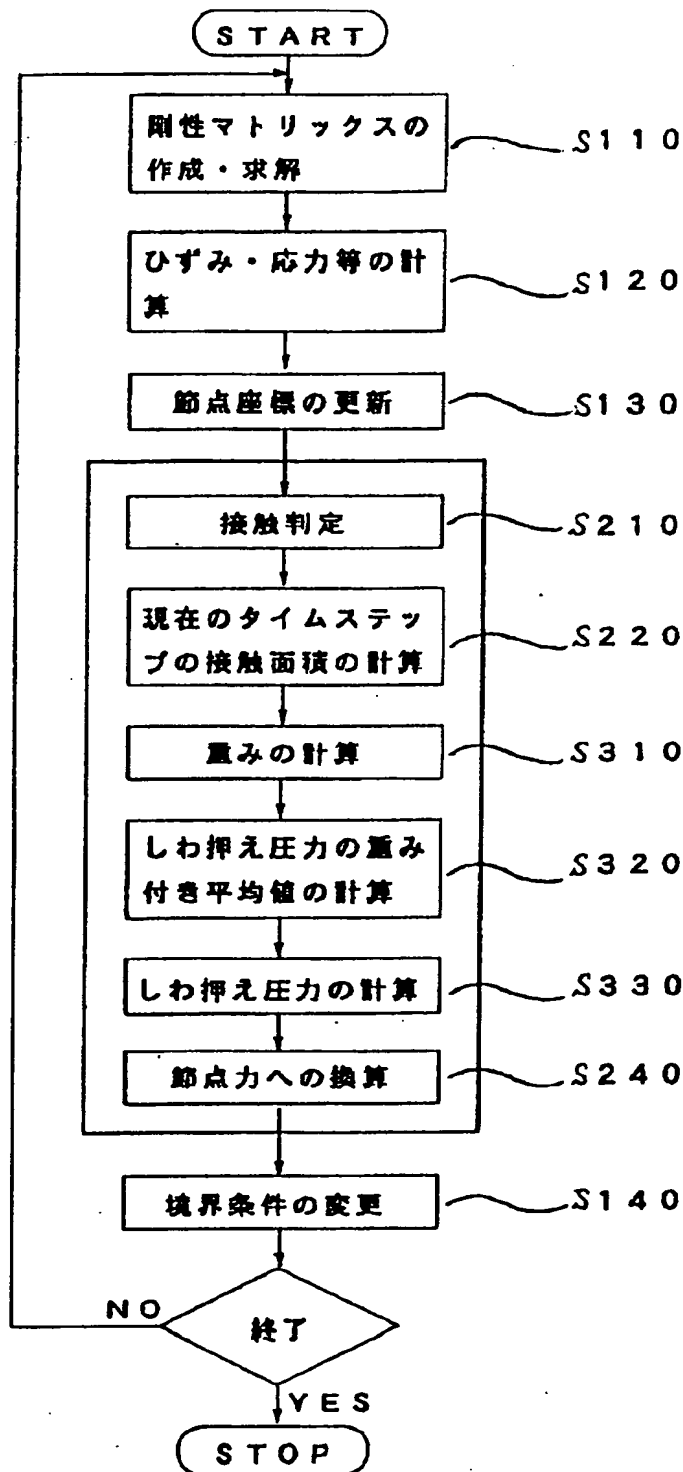 START
剛性マトリックスの
作成・求解
S110
ひずみ・応力等の計
算
S120
節点座標の更新
S130
接触判定
S210
現在のタイムステッ
プの接触面積の計算
S220
重みの計算
S310
しわ押え圧力の重み
付き平均値の計算
S320
しわ押え圧力の計算
S330
節点力への換算
S240
境界条件の変更
S140
終了
NO
YES
STOP